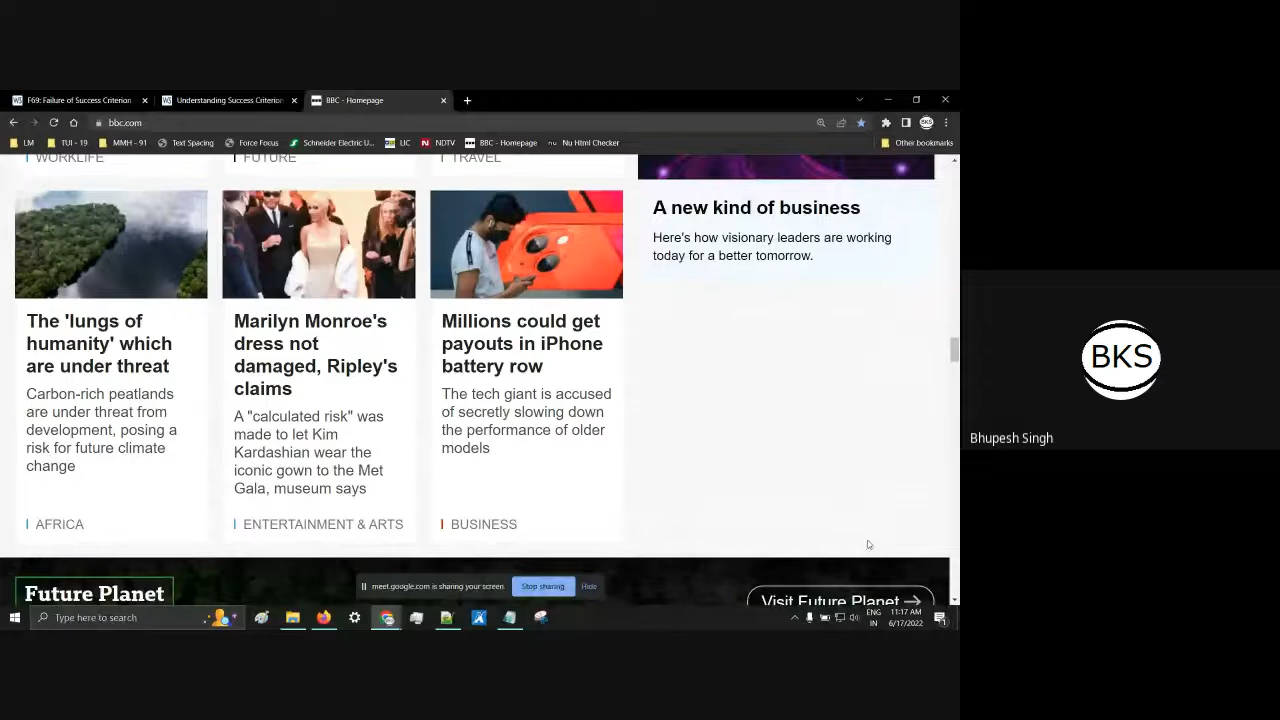 F69: Failure of Success Criterion
Understanding Success Criterion
BBC - Homepage
bbc.com
LM
TUI - 19
MMH - 91
Text Spacing
Force Focus
Schneider Electric U...
LIC
NDTV
BBC - Homepage
Nu Html Checker
Other bookmarks
WORKLIFE
FUTURE
TRAVEL
A new kind of business
Here's how visionary leaders are working
today for a better tomorrow.
The 'lungs of
humanity' which
are under threat
Carbon-rich peatlands
are under threat from
development, posing a
risk for future climate
change
AFRICA
Marilyn Monroe's
dress not
damaged, Ripley's
claims
A "calculated risk" was
made to let Kim
Kardashian wear the
iconic gown to the Met
Gala, museum says
ENTERTAINMENT & ARTS
Millions could get
payouts in iPhone
battery row
The tech giant is accused
of secretly slowing down
the performance of older
models
BUSINESS
Future Planet
Visit Future Planet
meet.google.com is sharing your screen.
Stop sharing
Hide
Type here to search
ENG
IN
11:17 AM
6/17/2022
BKS
Bhupesh Singh